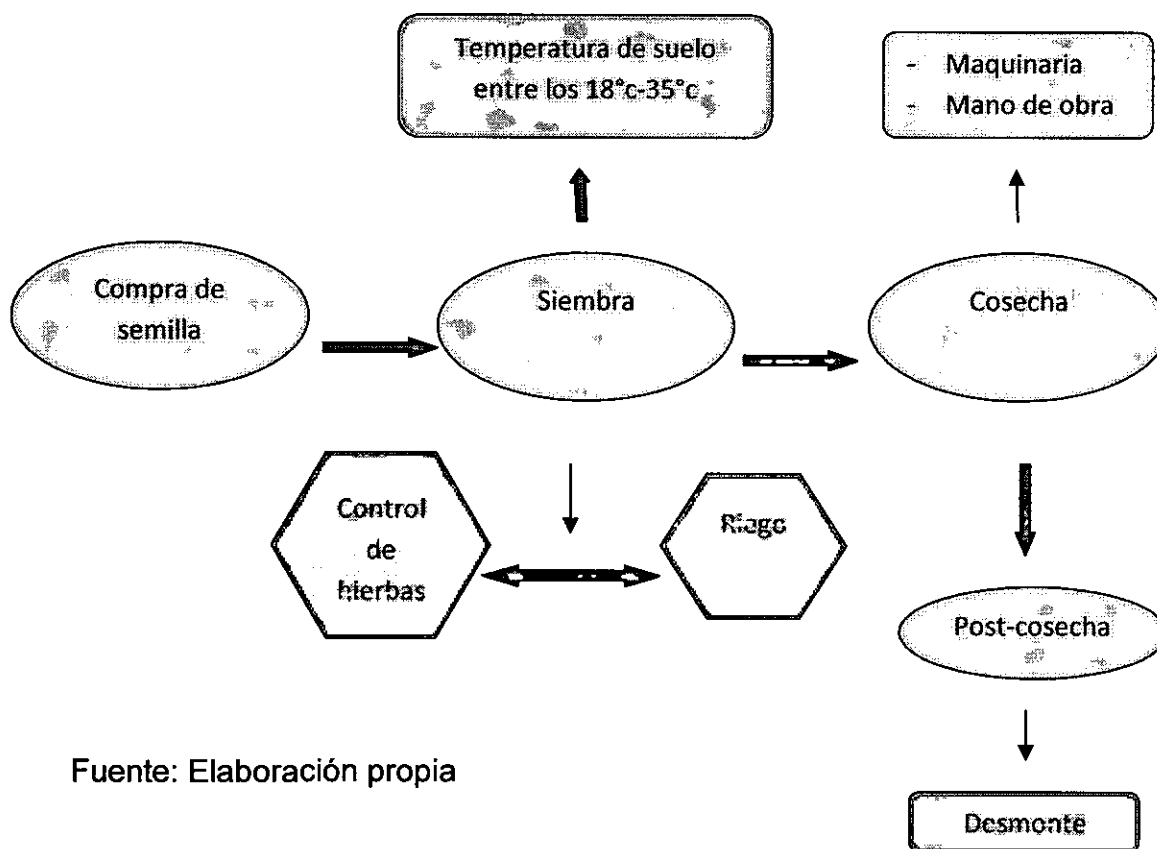 Temperatura de suelo
entre los 18°c-35°c
- Maquinaria
- Mano de obra
Compra de
semilla
Siembra
Cosecha
Control
de
hierbas
Riego
Post-cosecha
Fuente: Elaboración propia
Desmonte